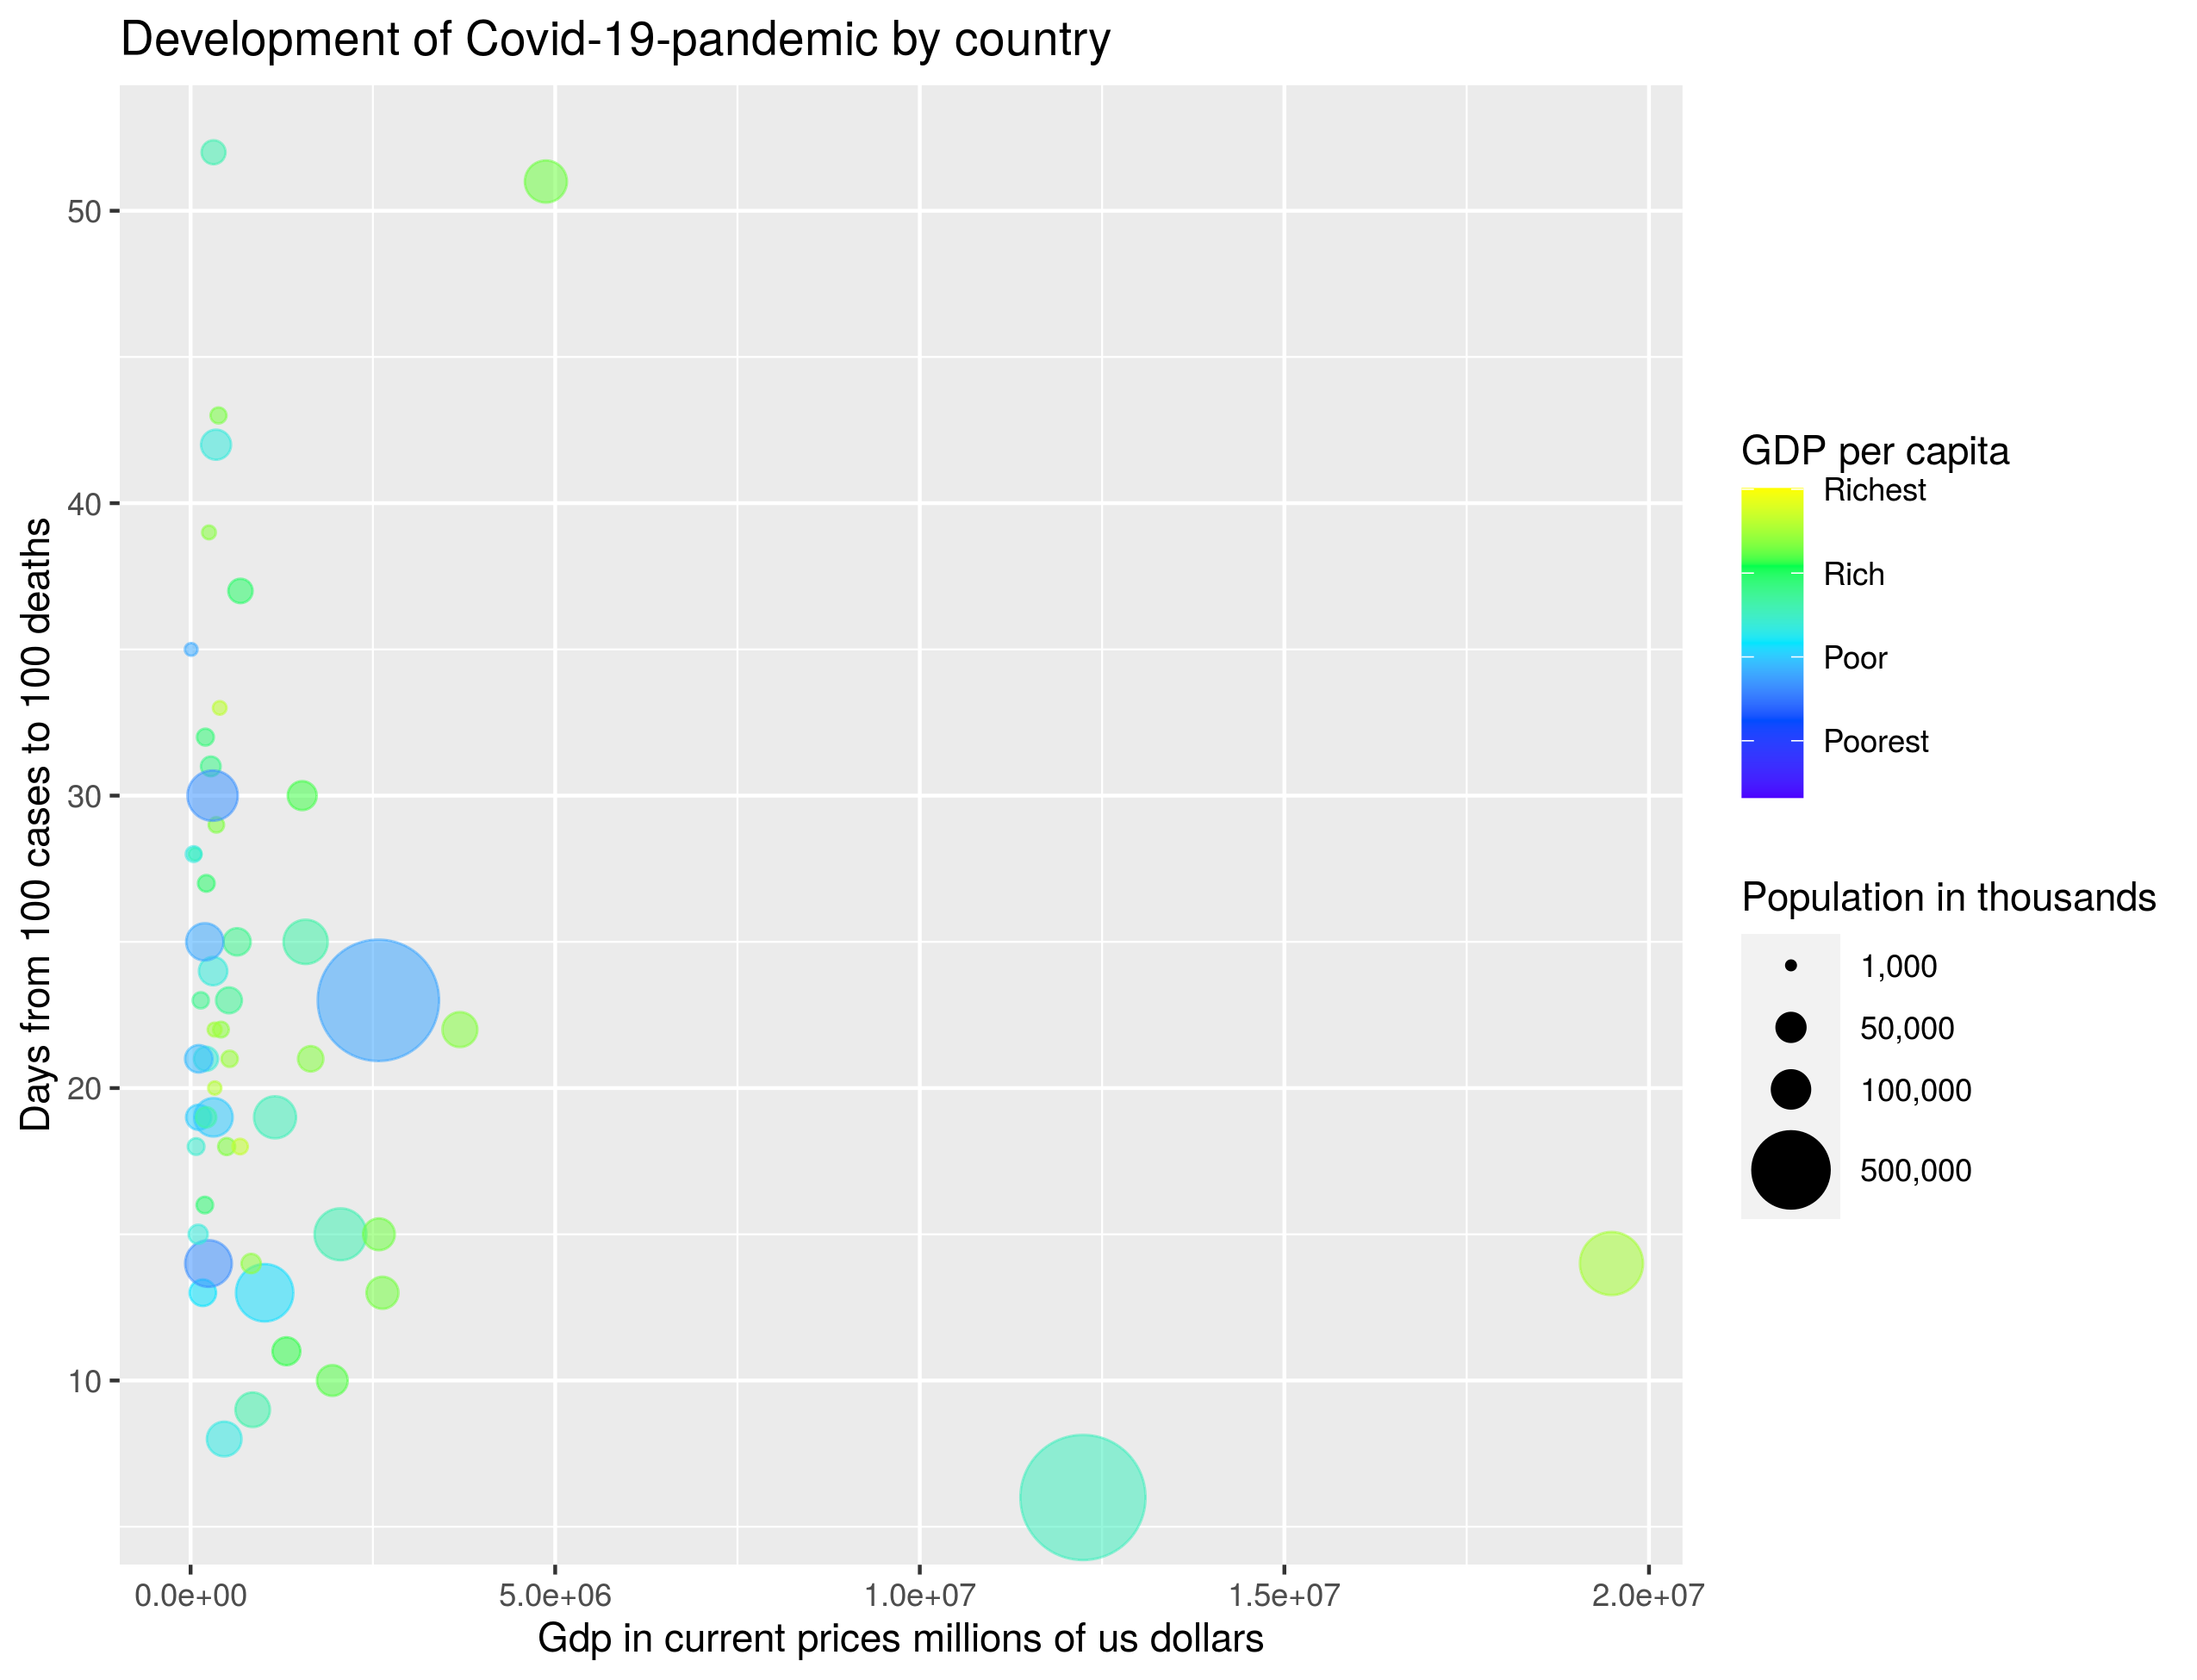 Development of Covid-19-pandemic by country
Days from 100 cases to 100 deaths
50
40
30
20
10
0.0e+00
5.0e+06
1.0e+07
1.5e+07
2.0e+07
Gdp in current prices millions of us dollars
GDP per capita
Richest
Rich
Poor
Poorest
Population in thousands
1,000
50,000
100,000
500,000